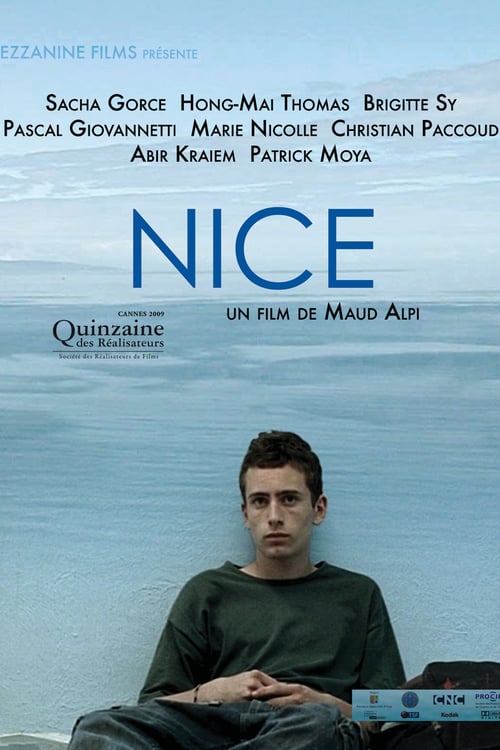 EZZANINE FILMS PRÉSENTE
SACHA GORCE HONG-MAI THOMAS BRIGITTE SY
PASCAL GIOVANNETTI MARIE NICOLLE CHRISTIAN PACCOUD
ABIR KRAIEM PATRICK MOYA
NICE
UN FILM DE MAUD ALPI
CANNES 2009
Quinzaine
des Réalisateurs
Société des Réalisateurs de Films
CNC
Kodak